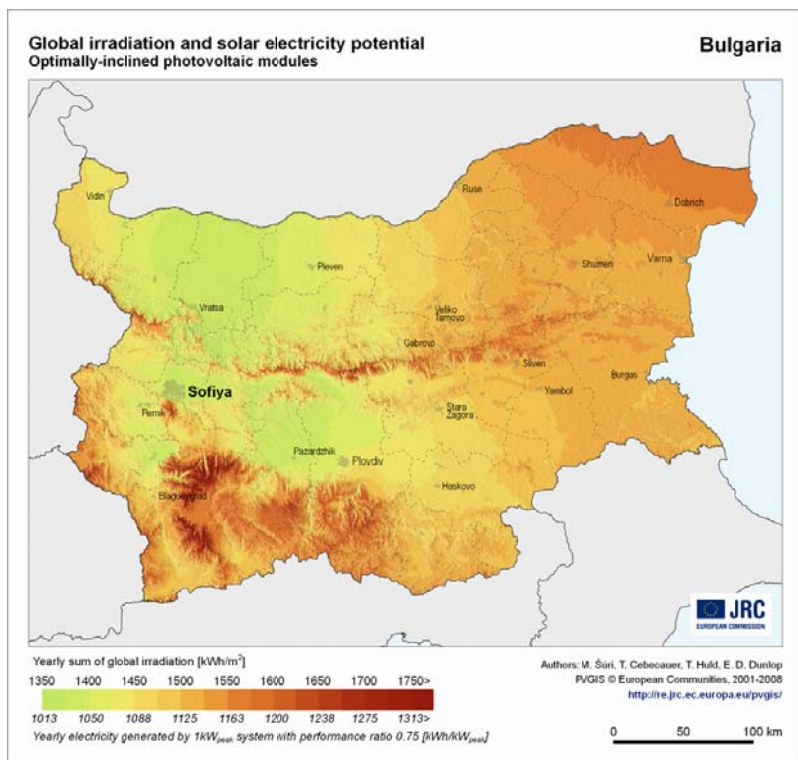 Global irradiation and solar electricity potential
Optimally-inclined photovoltaic modules
Bulgaria
Vidin
Ruse
Dobrich
Pleven
Shumen
Varna
Vratsa
Veliko
Tarnovo
Gabrovo
Sliven
Burgas
Sofiya
Yambol
Pernik
Stara
Zagora
Pazardzhik
Plovdiv
Haskovo
Blagoevgrad
JRC
EUROPEAN COMMISSION
Yearly sum of global irradiation [kWh/m²]
1350 1400 1450 1500 1550 1600 1650 1700 1750>
1013 1050 1088 1125 1163 1200 1238 1275 1313>
Yearly electricity generated by 1kWpeak system with performance ratio 0.75 [kWh/kWpeak]
Authors: M. Šúri, T. Cebecauer, T. Huld, E. D. Dunlop
PVGIS © European Communities, 2001-2008
http://re.jrc.ec.europa.eu/pvgis/
0 50 100 km